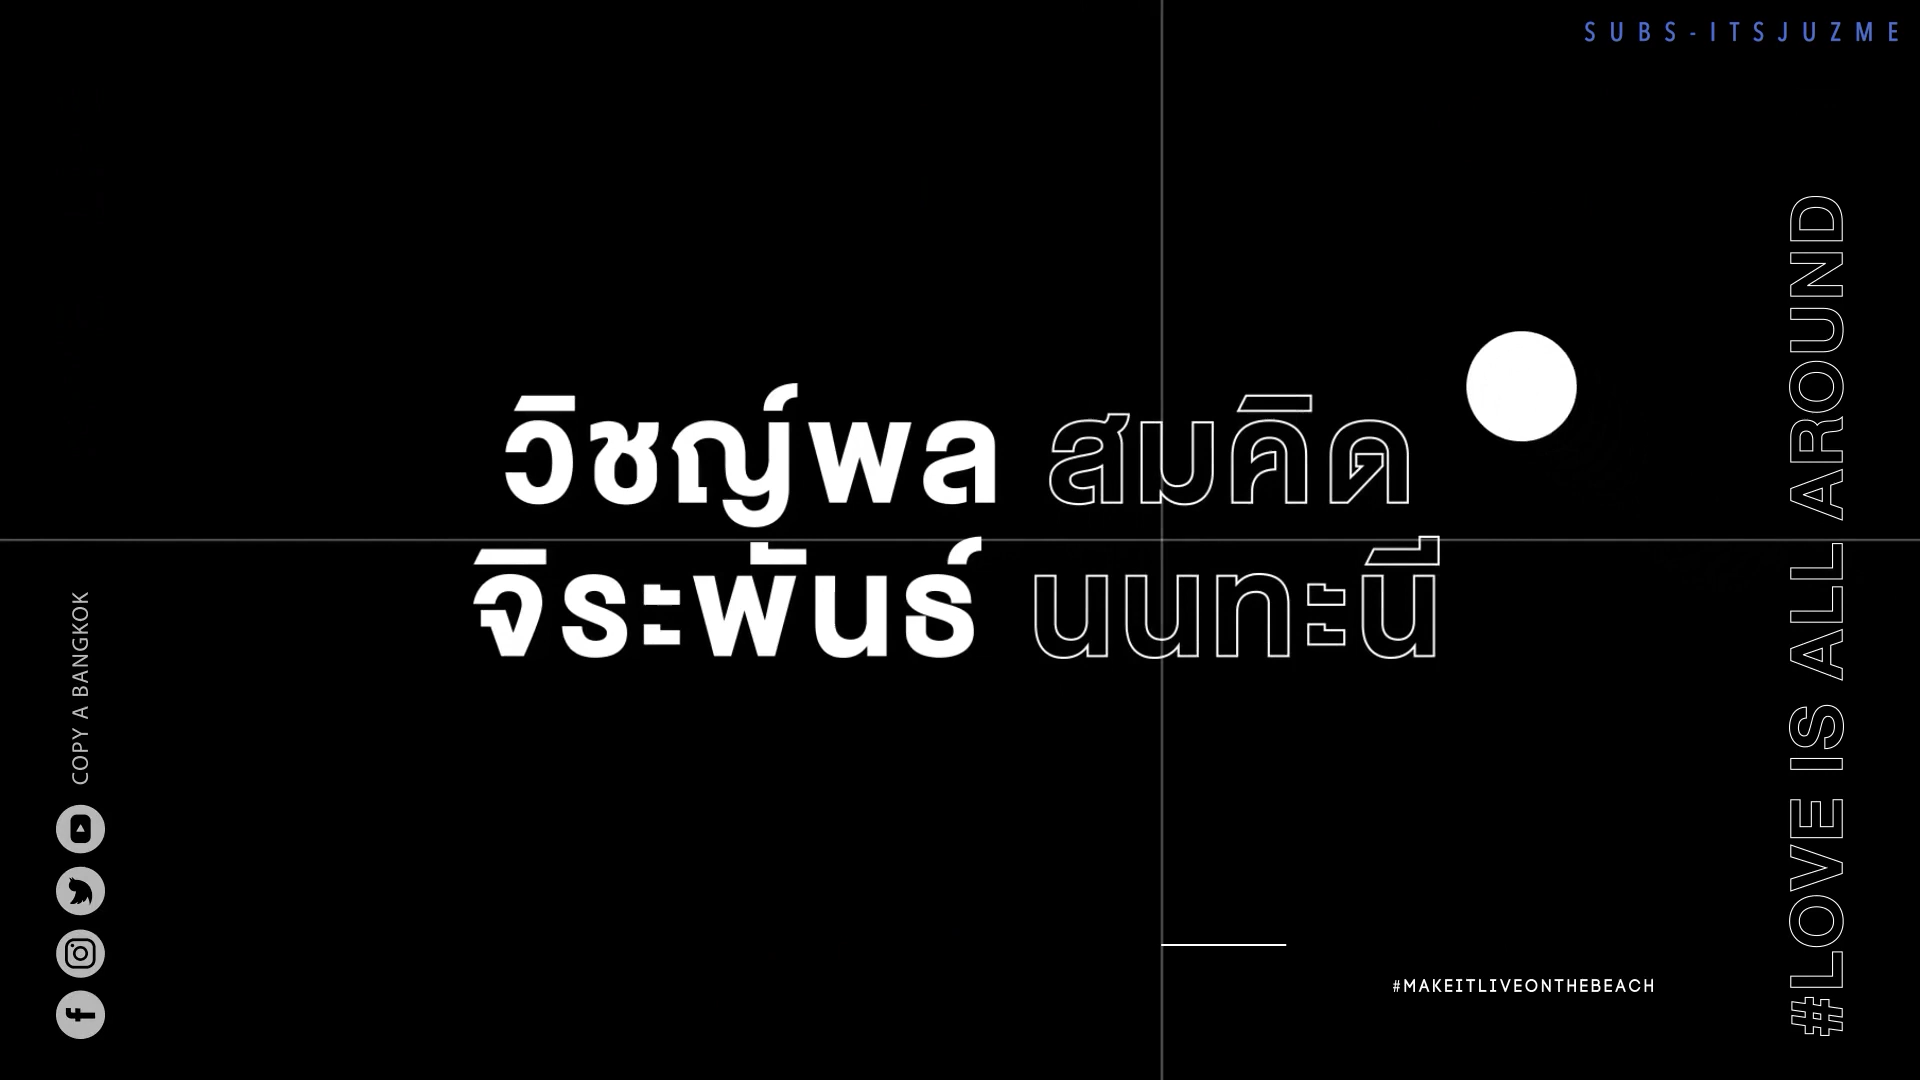 SUBS-ITSJUZME
วิชญ์พล สมคิด
จิระพันธ์ นนทะนี
COPY A BANGKOK
#MAKEITLIVEONTHEBEACH
#LOVE IS ALL AROUND